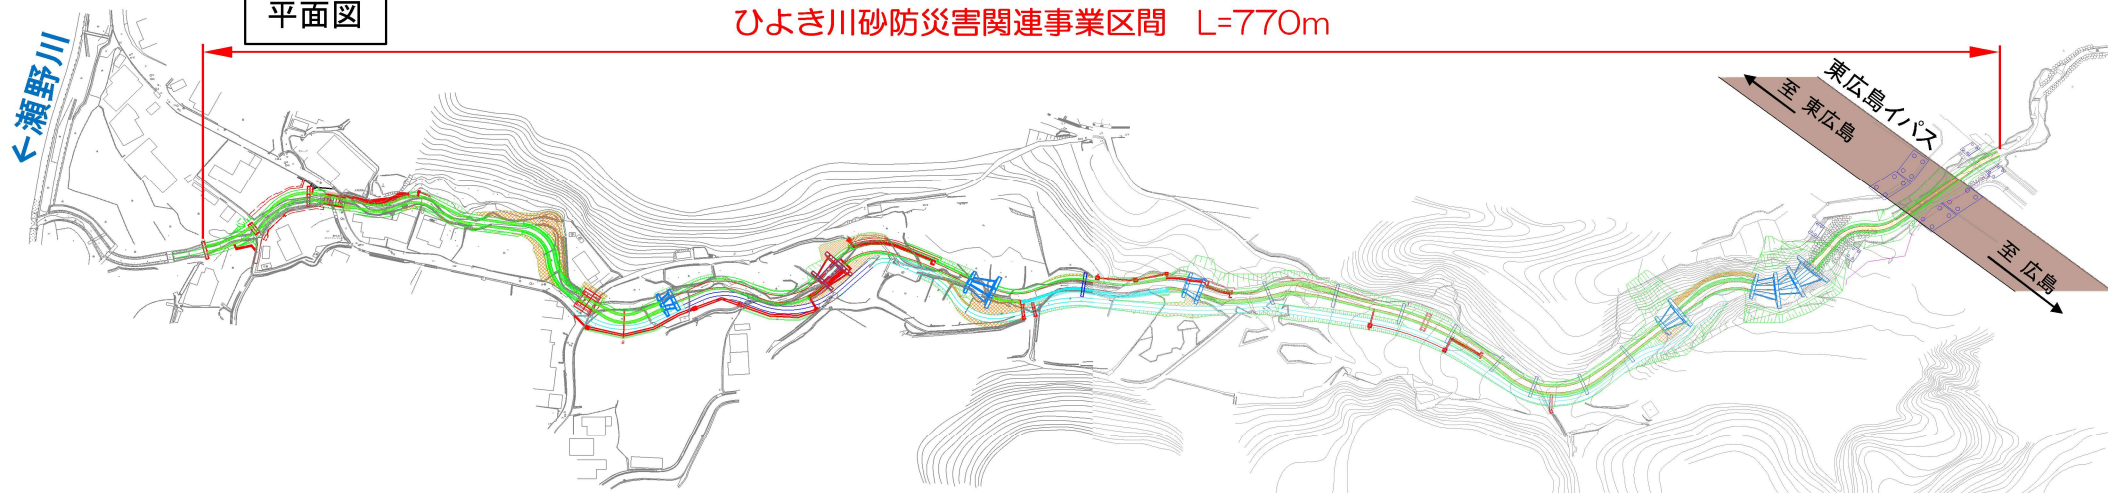 平面図
ひよき川砂防災害関連事業区間 L=770m
←瀬野川
東広島イパス
至 東広島
至 広島